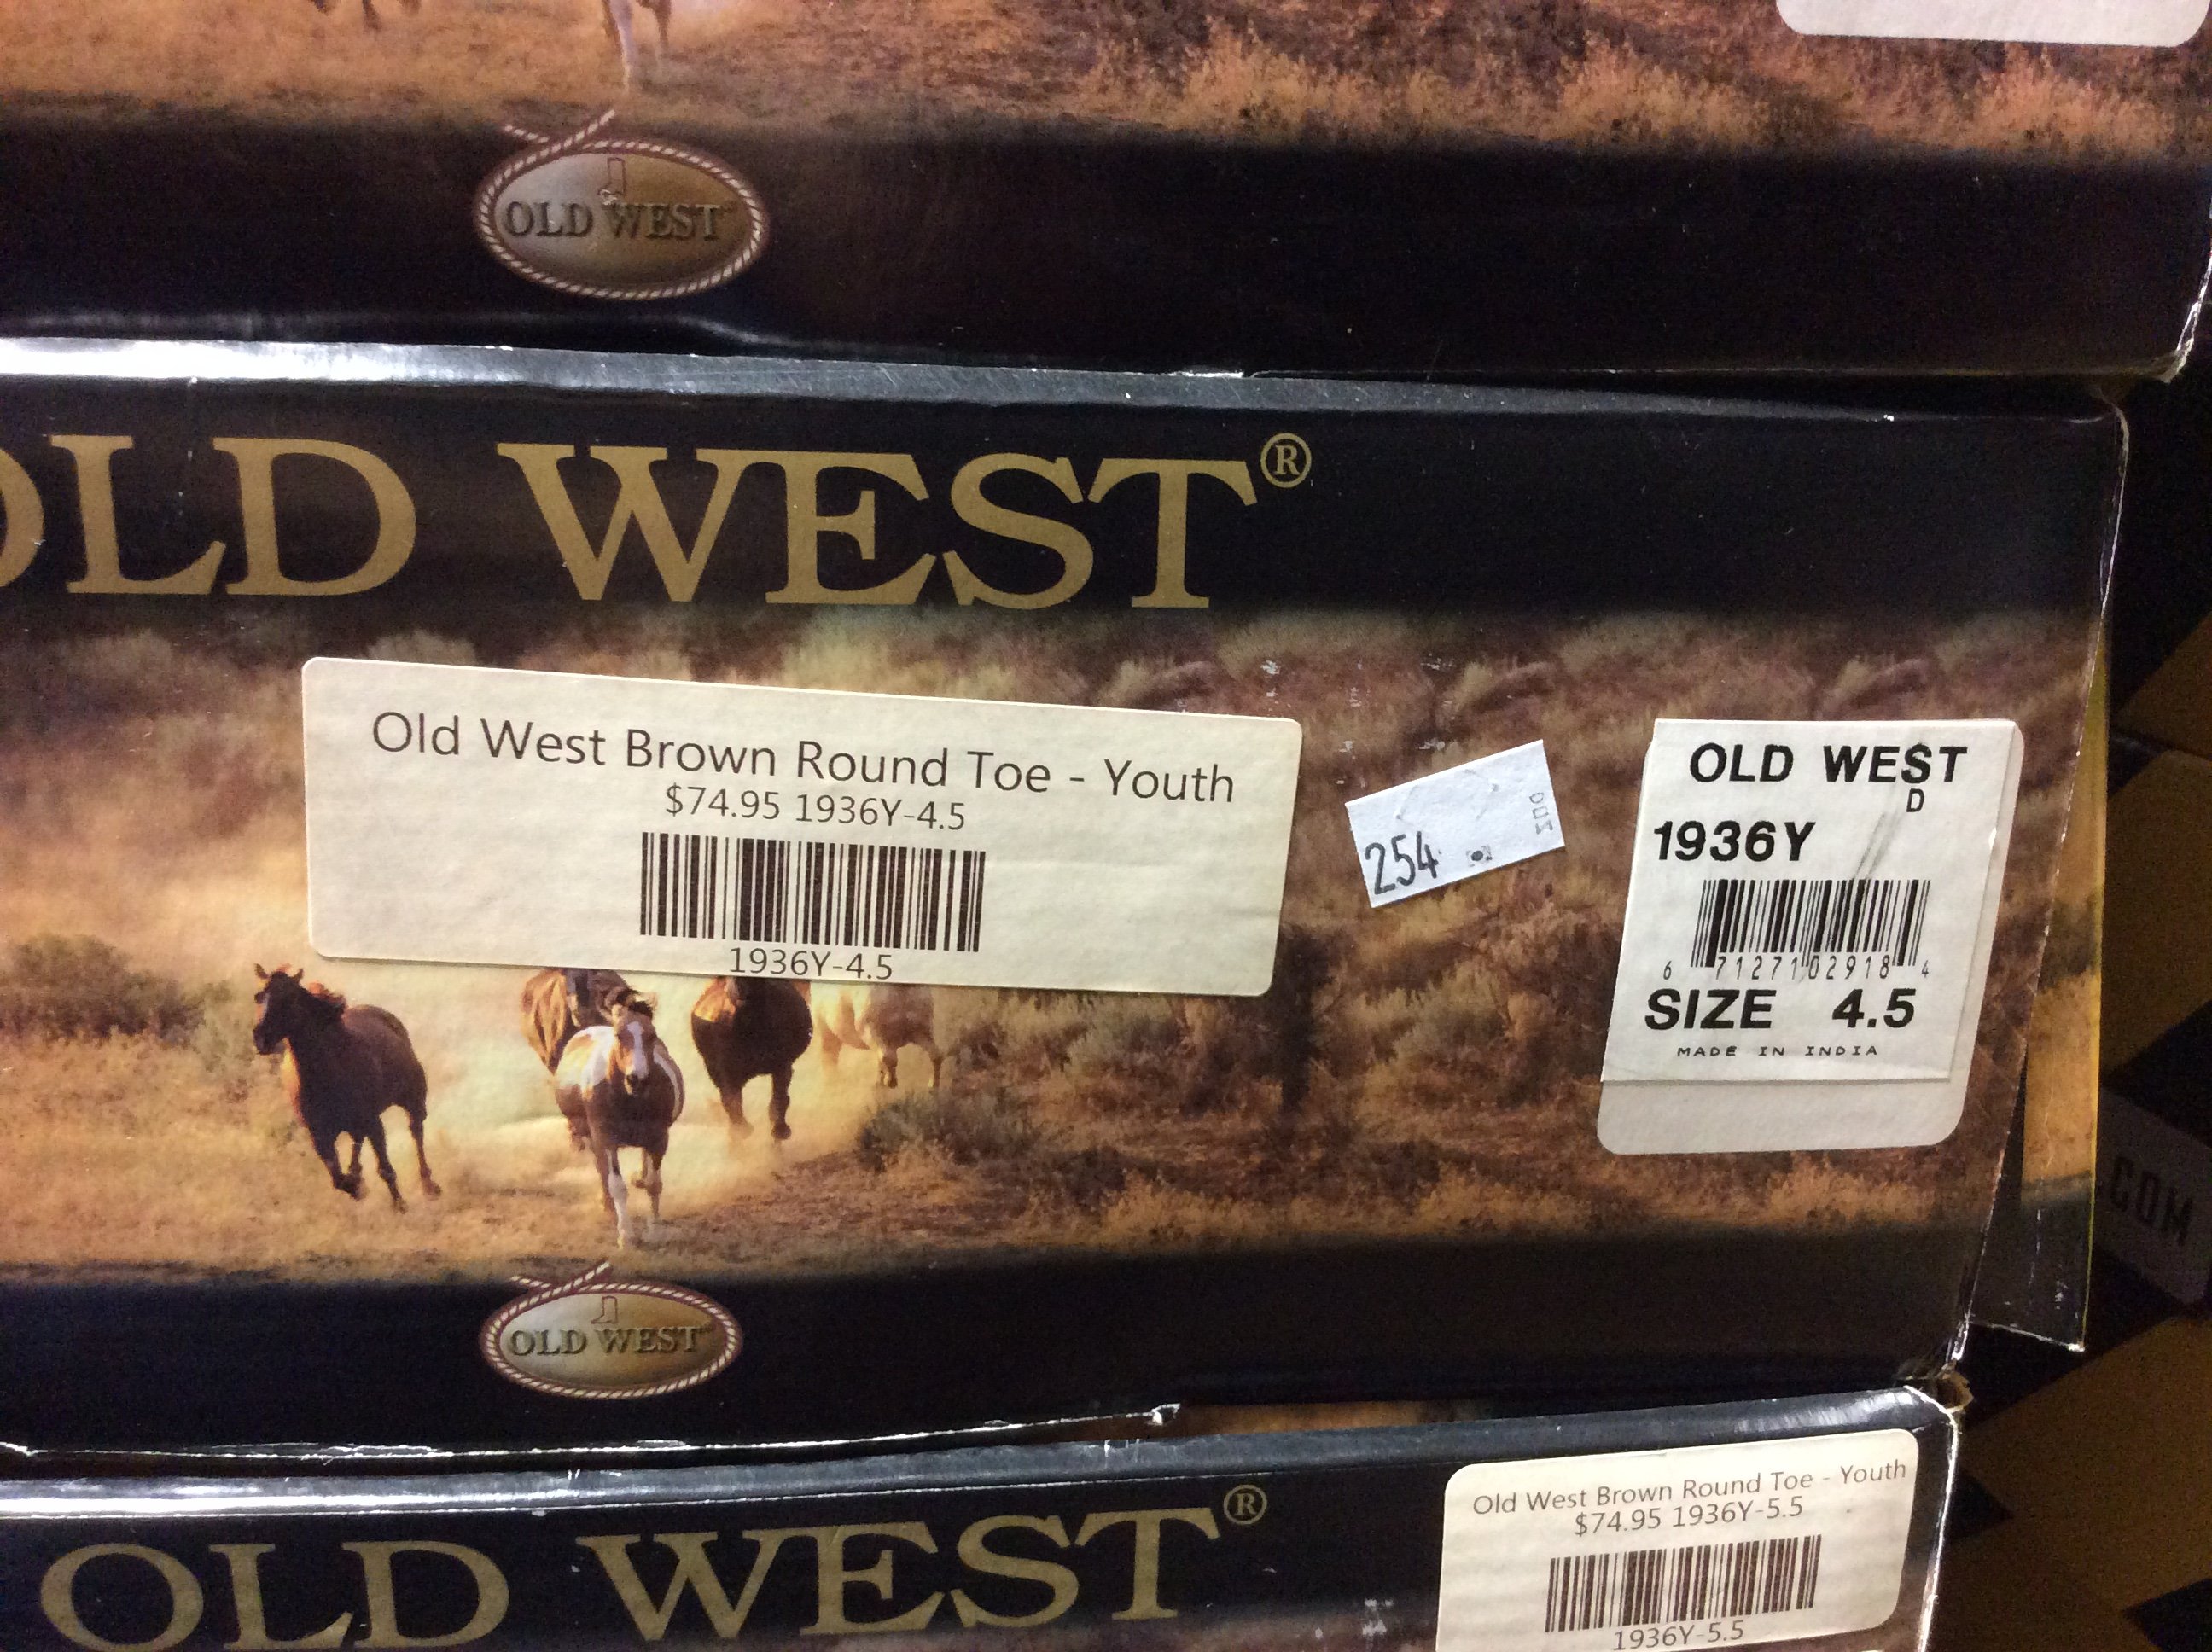 OLD WEST
OLD WEST®
Old West Brown Round Toe - Youth
$74.95 1936Y-4.5
1936Y-4.5
254
OLD WEST
D
1936Y
6 71271 02918 4
SIZE 4.5
MADE IN INDIA
OLD WEST
.COM
OLD WEST®
Old West Brown Round Toe - Youth
$74.95 1936Y-5.5
1936Y-5.5